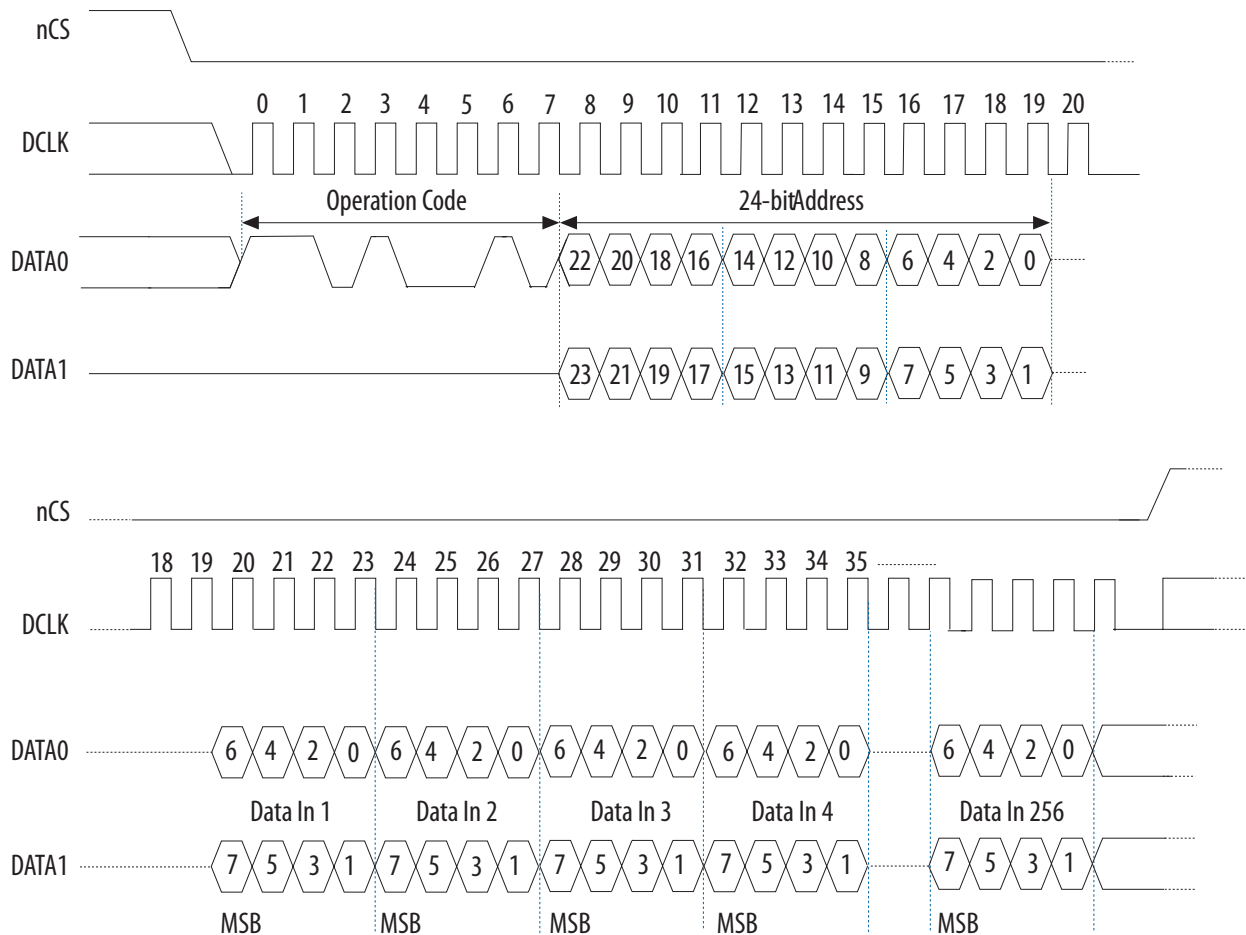 nCS
0 1 2 3 4 5 6 7 8 9 10 11 12 13 14 15 16 17 18 19 20
DCLK
Operation Code 24-bitAddress
DATA0 22 20 18 16 14 12 10 8 6 4 2 0
DATA1 23 21 19 17 15 13 11 9 7 5 3 1
nCS
18 19 20 21 22 23 24 25 26 27 28 29 30 31 32 33 34 35
DCLK
DATA0 6 4 2 0 6 4 2 0 6 4 2 0 6 4 2 0 6 4 2 0
Data In 1 Data In 2 Data In 3 Data In 4 Data In 256
DATA1 7 5 3 1 7 5 3 1 7 5 3 1 7 5 3 1 7 5 3 1
MSB MSB MSB MSB MSB